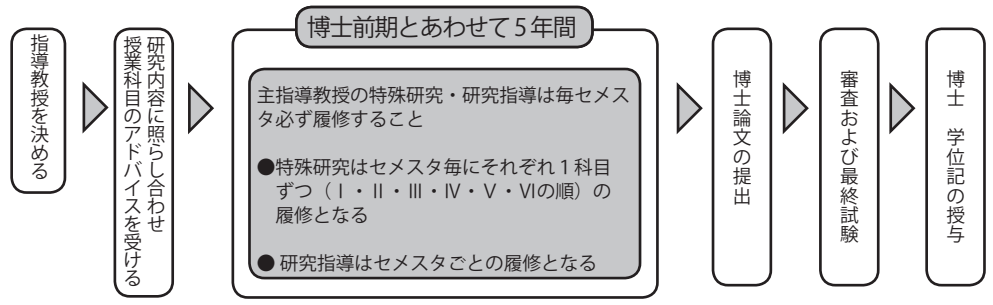 指導教授を決める
研究内容に照らし合わせ
授業科目のアドバイスを受ける
博士前期とあわせて5年間
主指導教授の特殊研究・研究指導は毎セメス
タ必ず履修すること
●特殊研究はセメスタ毎にそれぞれ1科目
ずつ（Ⅰ・Ⅱ・Ⅲ・Ⅳ・Ⅴ・Ⅵの順）の
履修となる
● 研究指導はセメスタごとの履修となる
博士論文の提出
審査および最終試験
博士 学位記の授与